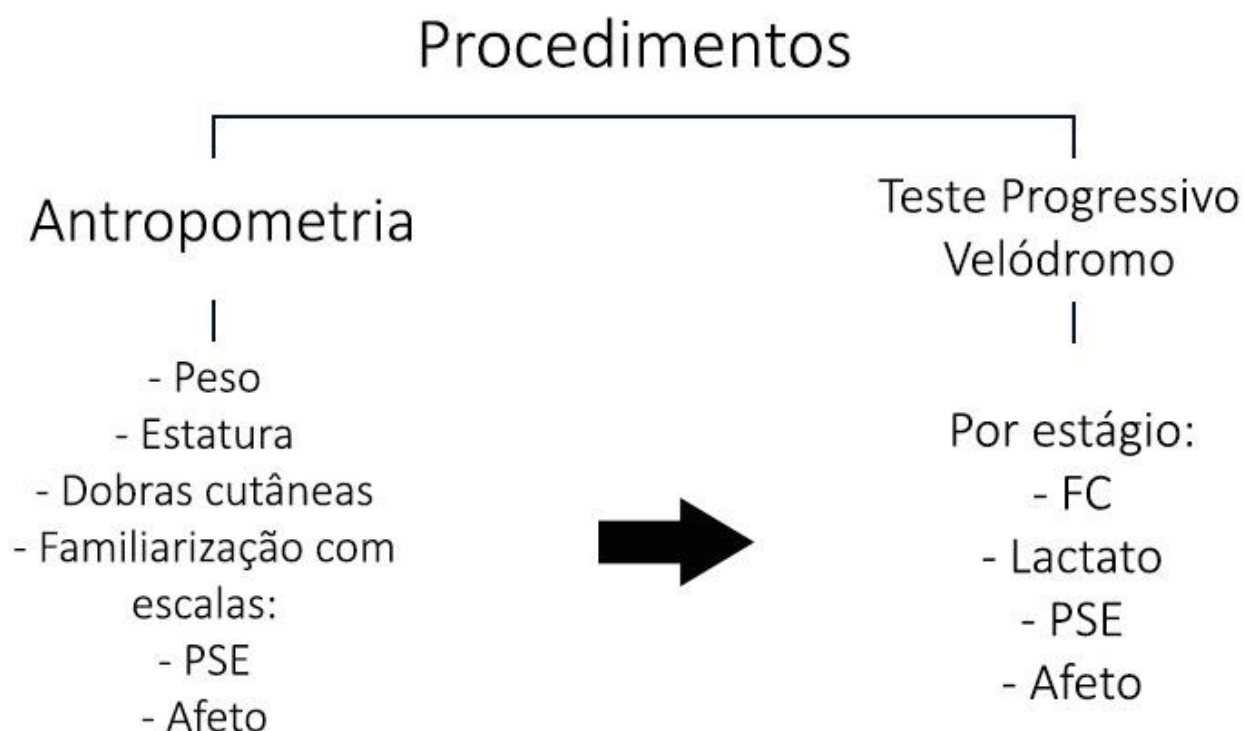 Procedimentos
Antropometria
- Peso
- Estatura
- Dobras cutâneas
- Familiarização com
escalas:
- PSE
- Afeto
Teste Progressivo
Velódromo
Por estágio:
- FC
- Lactato
- PSE
- Afeto